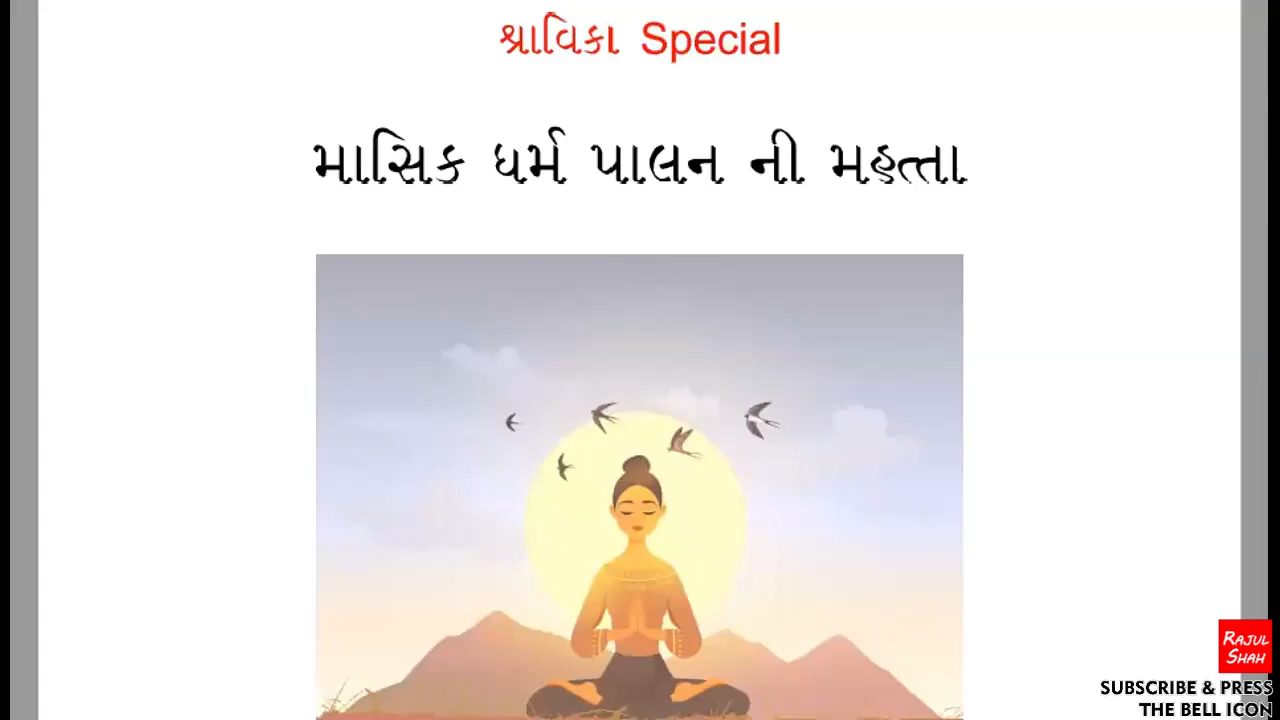 શ્રાવિકા Special
માસિક ધર્મ પાલન ની મહત્તા
RAJUL
SHAH
SUBSCRIBE & PRESS
THE BELL ICON